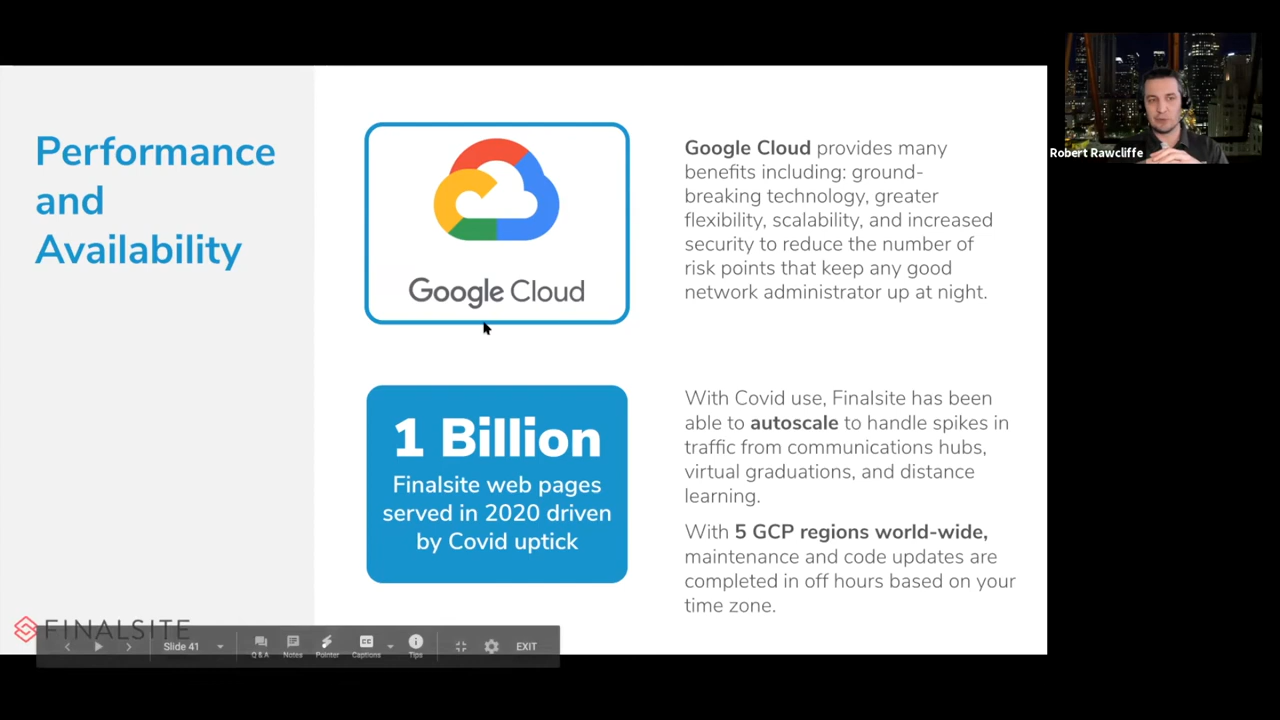 Performance
and
Availability
Google Cloud
Google Cloud provides many
benefits including: ground-
breaking technology, greater
flexibility, scalability, and increased
security to reduce the number of
risk points that keep any good
network administrator up at night.
1 Billion
Finalsite web pages
served in 2020 driven
by Covid uptick
With Covid use, Finalsite has been
able to autoscale to handle spikes in
traffic from communications hubs,
virtual graduations, and distance
learning.
With 5 GCP regions world-wide,
maintenance and code updates are
completed in off hours based on your
time zone.
Robert Rawcliffe
FINALSITE
Slide 41
Q & A
Notes
Pointer
CC
Captions
Tips
EXIT